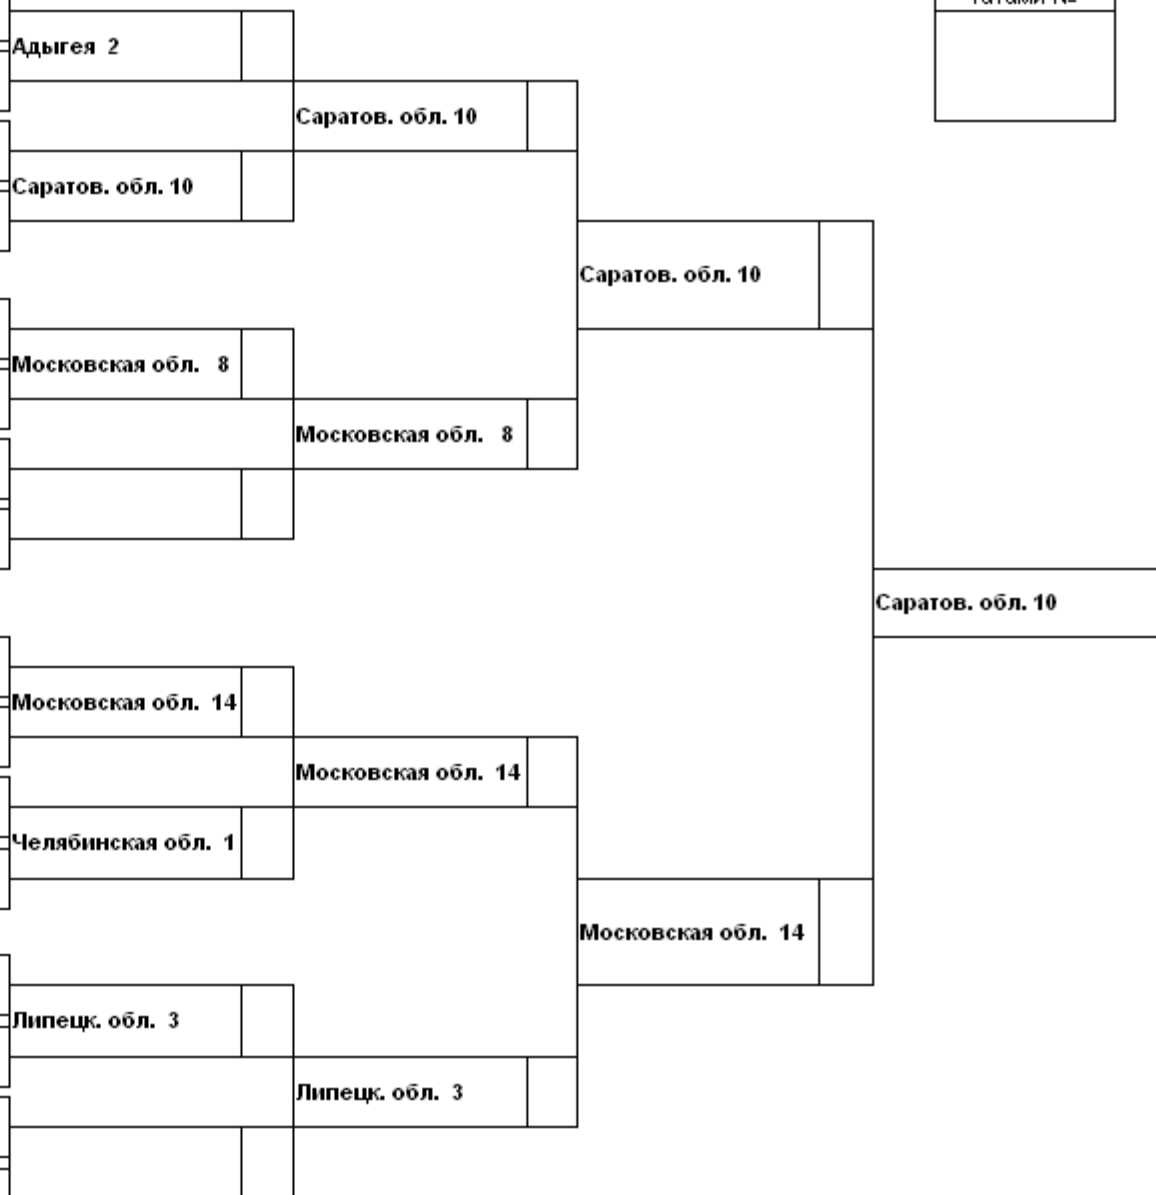 Адыгея 2
Саратов. обл. 10
Саратов. обл. 10
Саратов. обл. 10
Московская обл. 8
Московская обл. 8
Саратов. обл. 10
Московская обл. 14
Московская обл. 14
Челябинская обл. 1
Московская обл. 14
Липецк. обл. 3
Липецк. обл. 3